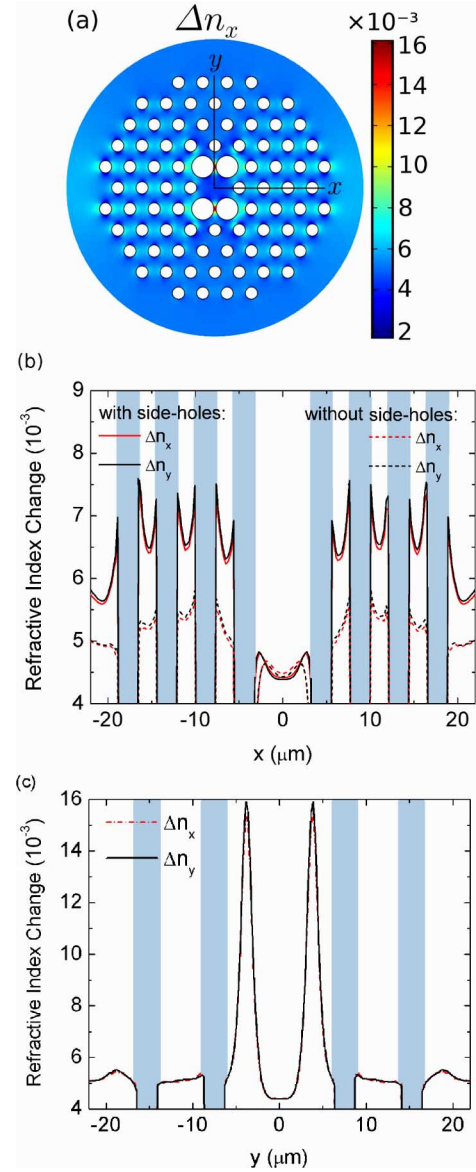 (a)
Δn_x
×10⁻³
y
x
16
14
12
10
8
6
4
2
(b)
with side-holes:
Δn_x
Δn_y
without side-holes:
Δn_x
Δn_y
Refractive Index Change (10⁻³)
9
8
7
6
5
4
-20 -10 0 10 20
x (μm)
(c)
Δn_x
Δn_y
Refractive Index Change (10⁻³)
16
14
12
10
8
6
4
-20 -10 0 10 20
y (μm)